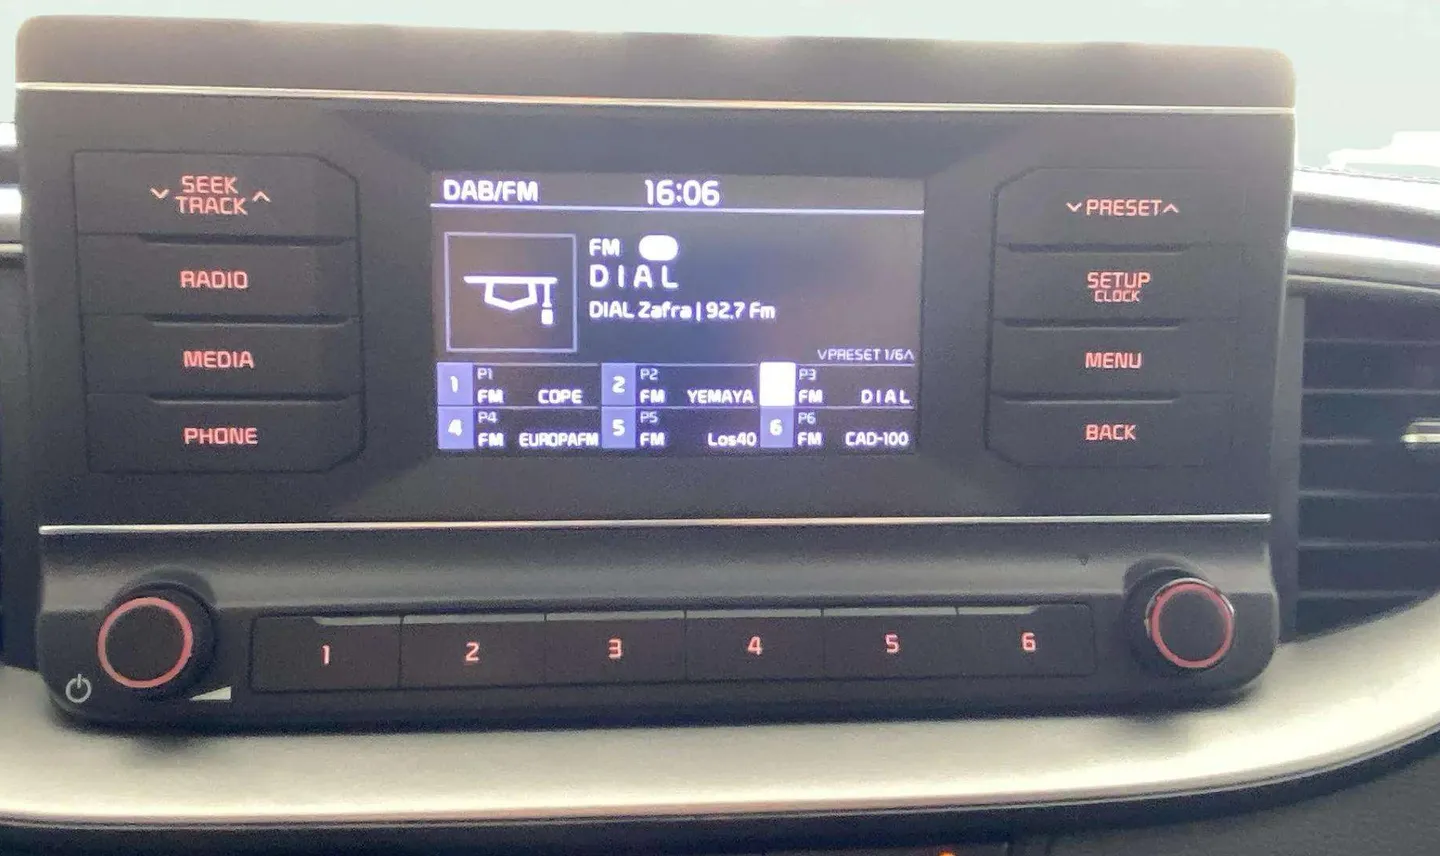 SEEK
TRACK
RADIO
MEDIA
PHONE
DAB/FM 16:06
FM
DIAL
DIAL Zafra | 92.7 Fm
PRESET 1/6
1 P1 FM COPE
2 P2 FM YEMAYA
P3 FM DIAL
4 P4 FM EUROPAFM
5 P5 FM Los40
6 P6 FM CAD-100
PRESET
SETUP
CLOCK
MENU
BACK
1 2 3 4 5 6